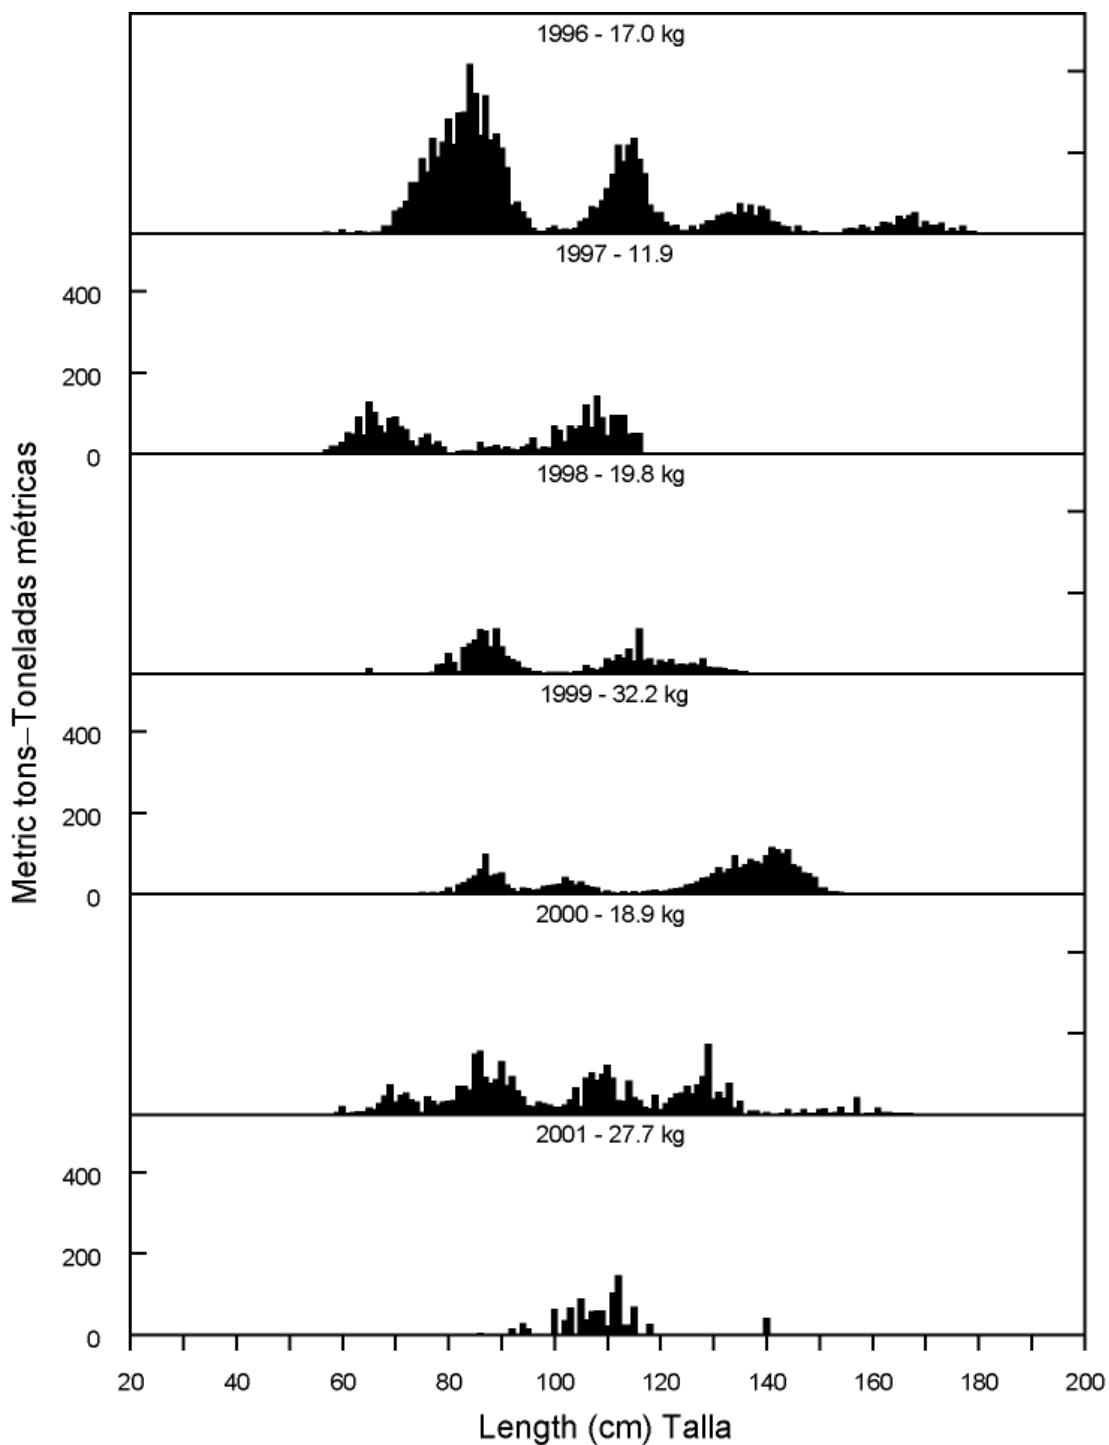 1996 - 17.0 kg
1997 - 11.9
400
200
0
1998 - 19.8 kg
1999 - 32.2 kg
400
200
0
2000 - 18.9 kg
2001 - 27.7 kg
400
200
0
20 40 60 80 100 120 140 160 180 200
Length (cm) Talla
Metric tons–Toneladas métricas